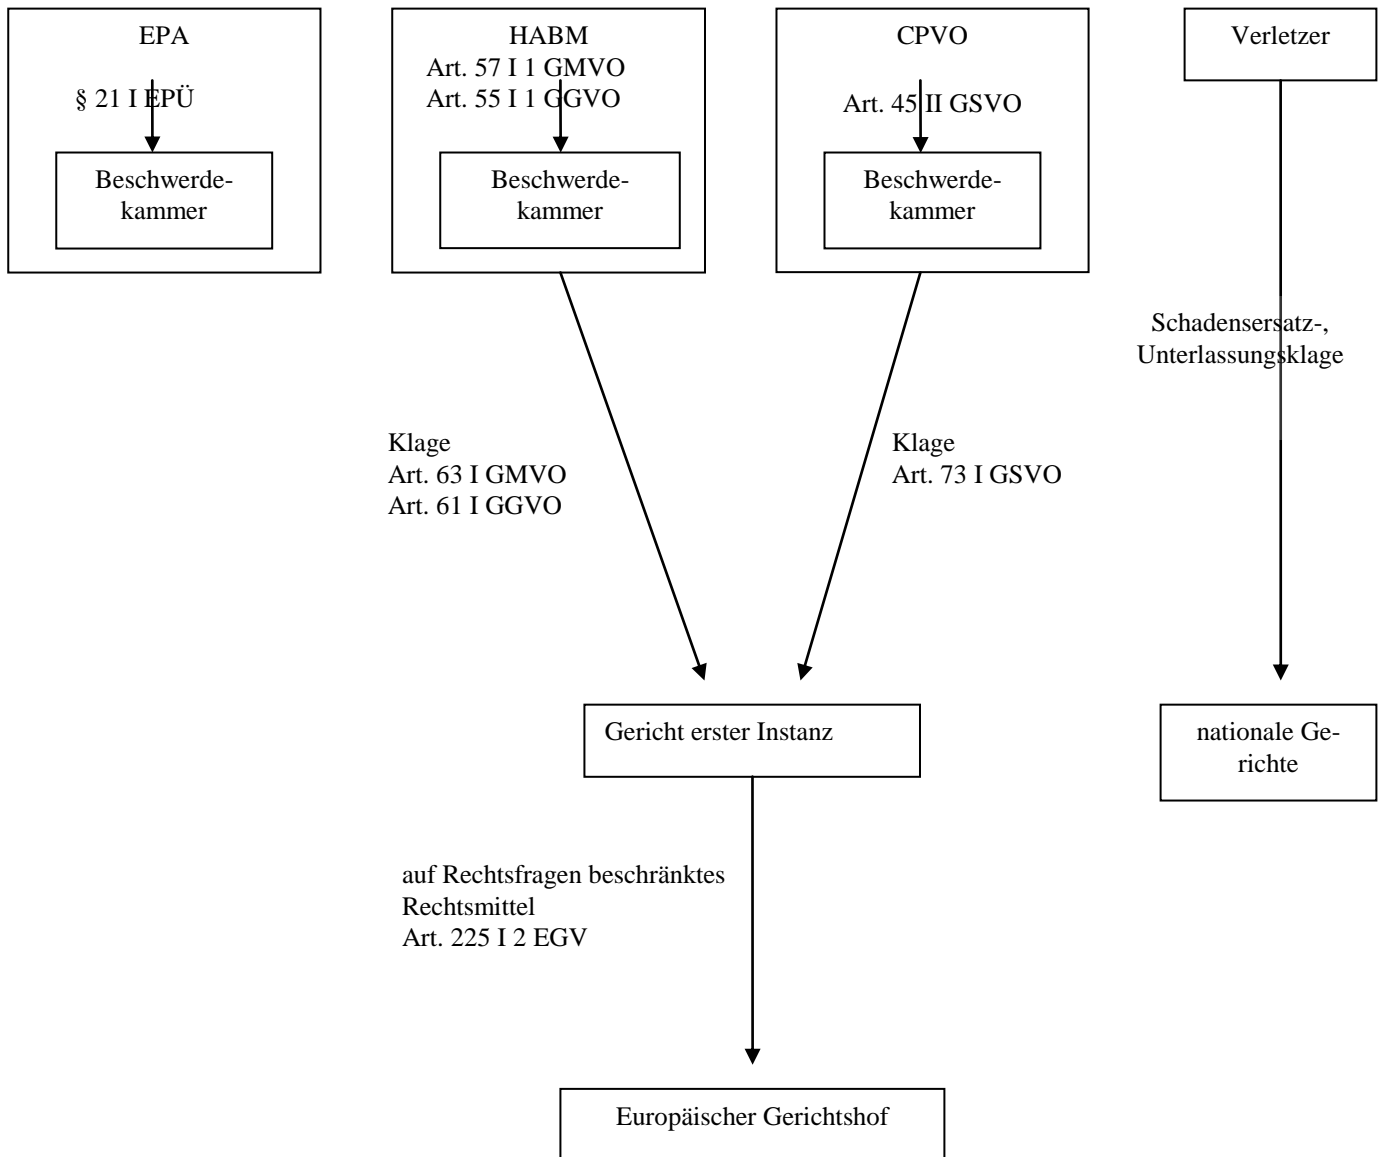 EPA
§ 21 I EPÜ
Beschwerde-
kammer
HABM
Art. 57 I 1 GMVO
Art. 55 I 1 GGVO
Beschwerde-
kammer
CPVO
Art. 45 II GSVO
Beschwerde-
kammer
Verletzer
Schadensersatz-,
Unterlassungsklage
Klage
Art. 63 I GMVO
Art. 61 I GGVO
Klage
Art. 73 I GSVO
Gericht erster Instanz
nationale Ge-
richte
auf Rechtsfragen beschränktes
Rechtsmittel
Art. 225 I 2 EGV
Europäischer Gerichtshof